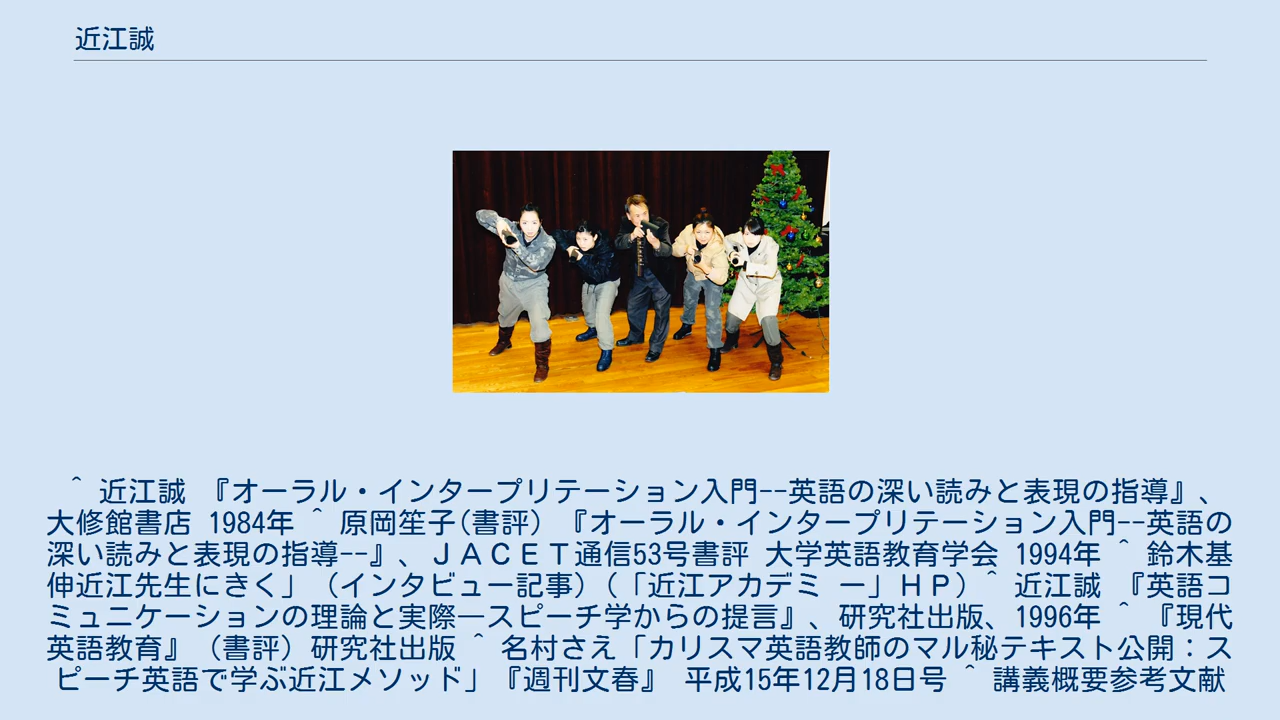 近江誠
^ 近江誠 『オーラル・インタープリテーション入門--英語の深い読みと表現の指導』、
大修館書店 1984年 ^ 原岡笙子(書評) 『オーラル・インタープリテーション入門--英語の
深い読みと表現の指導--』、ＪＡＣＥＴ通信53号書評 大学英語教育学会 1994年 ^ 鈴木基
伸近江先生にきく」（インタビュー記事）(「近江アカデミ ー」ＨＰ) ^ 近江誠 『英語コ
ミュニケーションの理論と実際―スピーチ学からの提言』、研究社出版、1996年 ^ 『現代
英語教育』（書評）研究社出版 ^ 名村さえ「カリスマ英語教師のマル秘テキスト公開：ス
ピーチ英語で学ぶ近江メソッド」『週刊文春』 平成15年12月18日号 ^ 講義概要参考文献